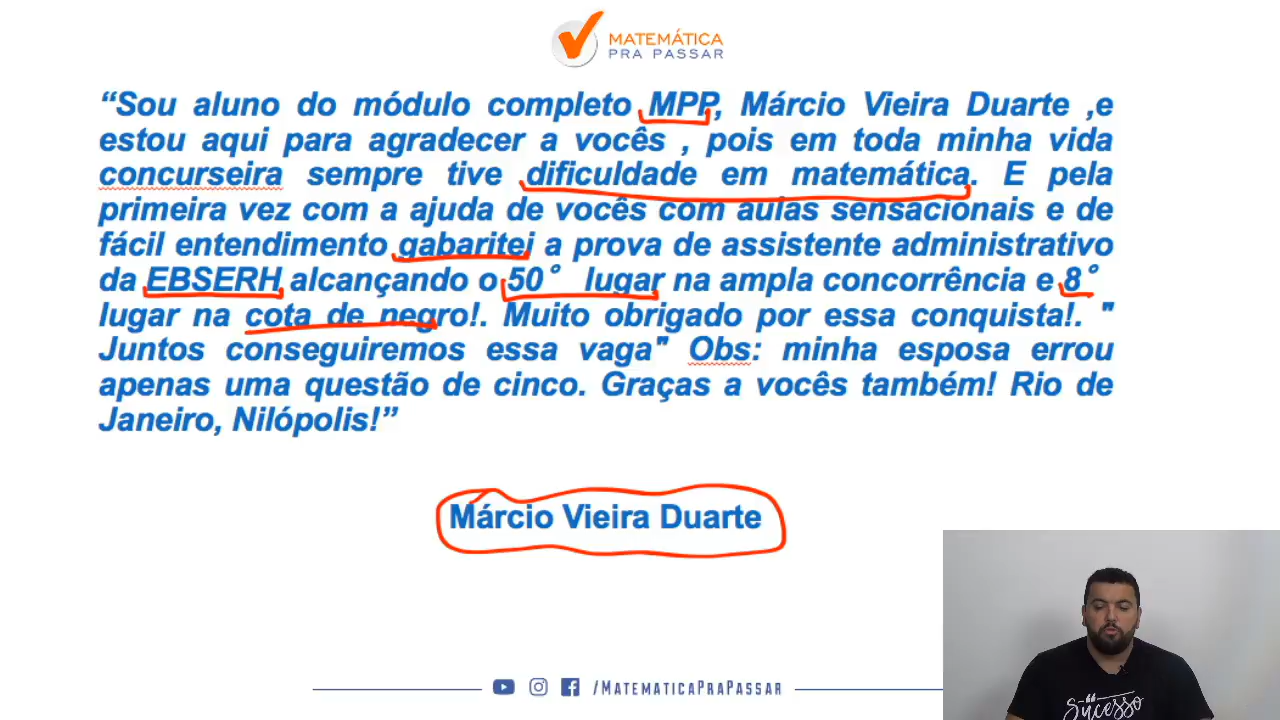 MATEMÁTICA
PRA PASSAR
“Sou aluno do módulo completo MPP, Márcio Vieira Duarte ,e
estou aqui para agradecer a vocês , pois em toda minha vida
concurseira sempre tive dificuldade em matemática. E pela
primeira vez com a ajuda de vocês com aulas sensacionais e de
fácil entendimento gabaritei a prova de assistente administrativo
da EBSERH alcançando o 50° lugar na ampla concorrência e 8°
lugar na cota de negro!. Muito obrigado por essa conquista!. "
Juntos conseguiremos essa vaga" Obs: minha esposa errou
apenas uma questão de cinco. Graças a vocês também! Rio de
Janeiro, Nilópolis!”
Márcio Vieira Duarte
/MATEMATICAPRAPASSAR
Sucesso